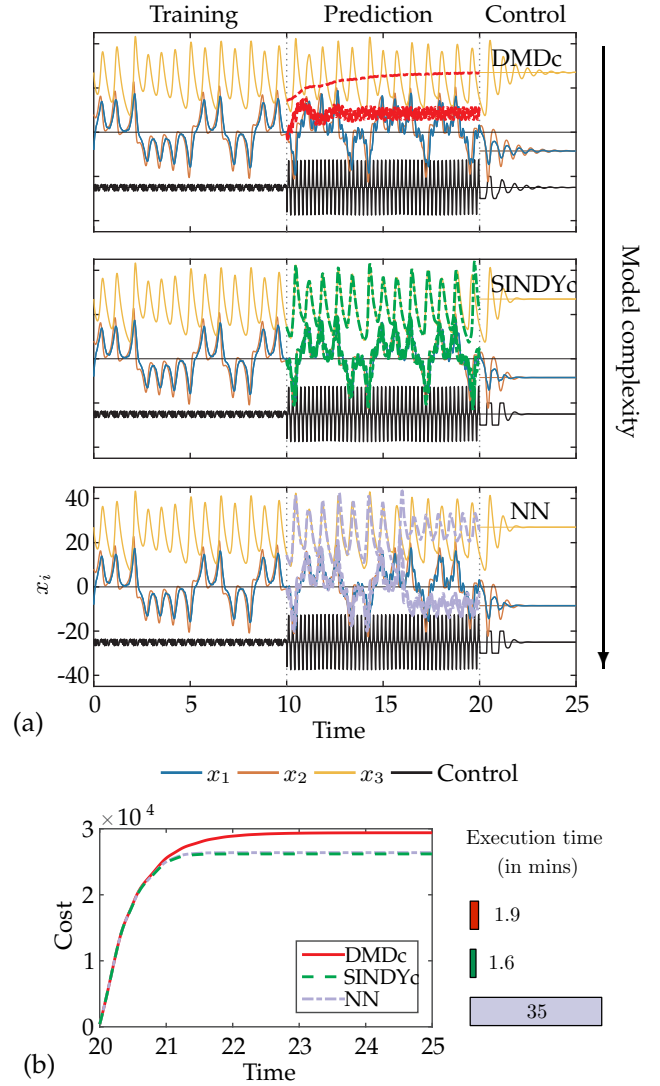 Training Prediction Control
DMDc
SINDYc
NN
Model complexity
40
20
0
-20
-40
x_i
0 5 10 15 20 25
Time
(a)
x_1 x_2 x_3 Control
×10^4
3
2
1
0
Cost
DMDc
SINDYc
NN
20 21 22 23 24 25
Time
(b)
Execution time
(in mins)
1.9
1.6
35